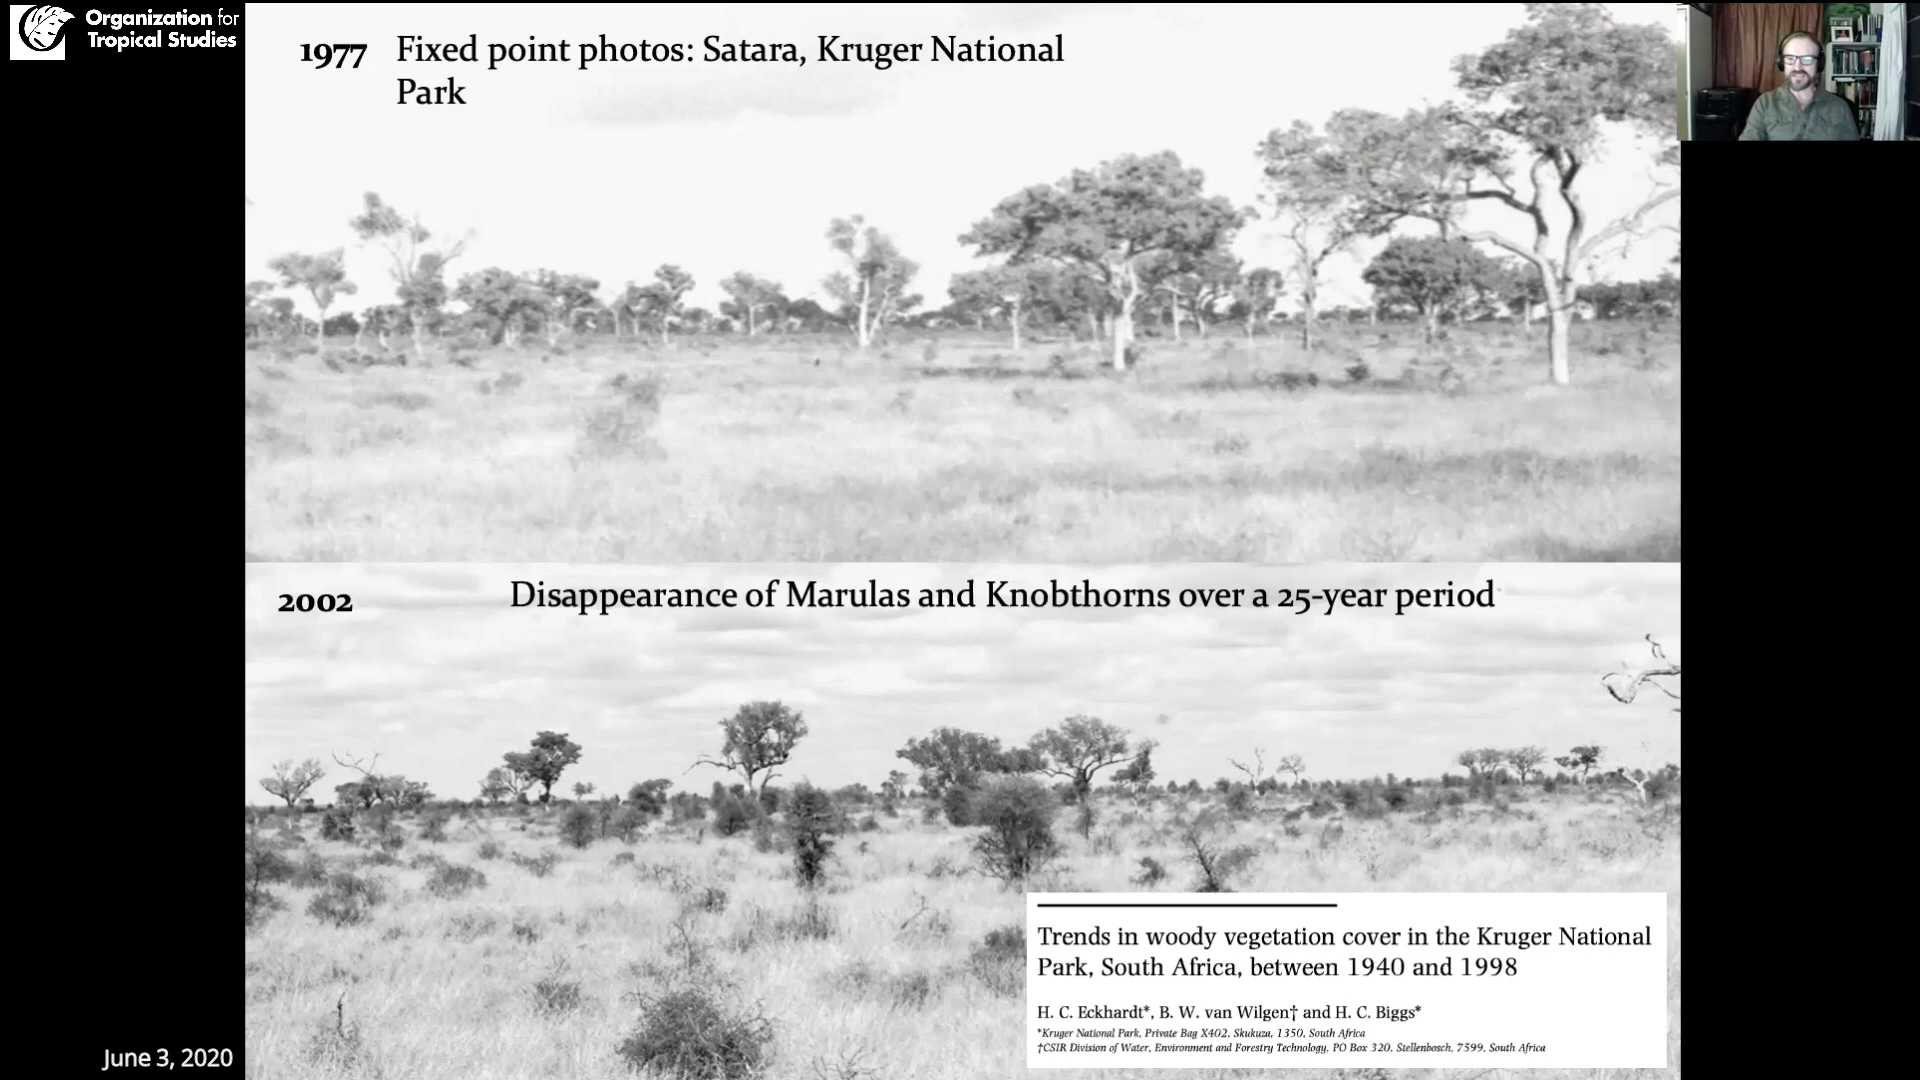 Organization for
Tropical Studies
1977 Fixed point photos: Satara, Kruger National
Park
2002 Disappearance of Marulas and Knobthorns over a 25-year period
Trends in woody vegetation cover in the Kruger National
Park, South Africa, between 1940 and 1998
H. C. Eckhardt*, B. W. van Wilgen† and H. C. Biggs*
*Kruger National Park, Private Bag X402, Skukuza, 1350, South Africa
†CSIR Division of Water, Environment and Forestry Technology, PO Box 320, Stellenbosch, 7599, South Africa
June 3, 2020